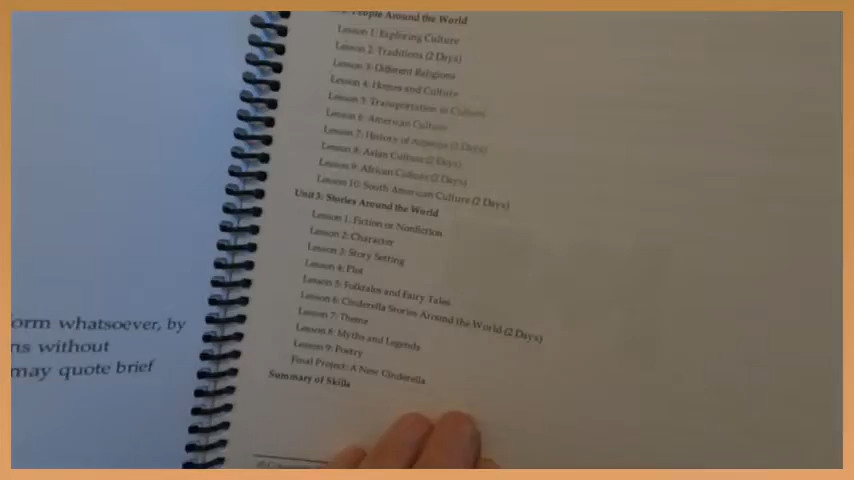 People Around the World
Lesson 1: Exploring Culture
Lesson 2: Traditions (2 Days)
Lesson 3: Different Religions
Lesson 4: Homes and Culture
Lesson 5: Transportation in Culture
Lesson 6: American Culture
Lesson 7: History of America (2 Days)
Lesson 8: Asian Culture (2 Days)
Lesson 9: African Culture (2 Days)
Lesson 10: South American Culture (2 Days)
Unit 3: Stories Around the World
Lesson 1: Fiction or Nonfiction
Lesson 2: Character
Lesson 3: Story Setting
Lesson 4: Plot
Lesson 5: Folktales and Fairy Tales
Lesson 6: Cinderella Stories Around the World (2 Days)
Lesson 7: Theme
Lesson 8: Myths and Legends
Lesson 9: Poetry
Final Project: A New Cinderella
Summary of Skills
orm whatsoever, by
ns without
may quote brief